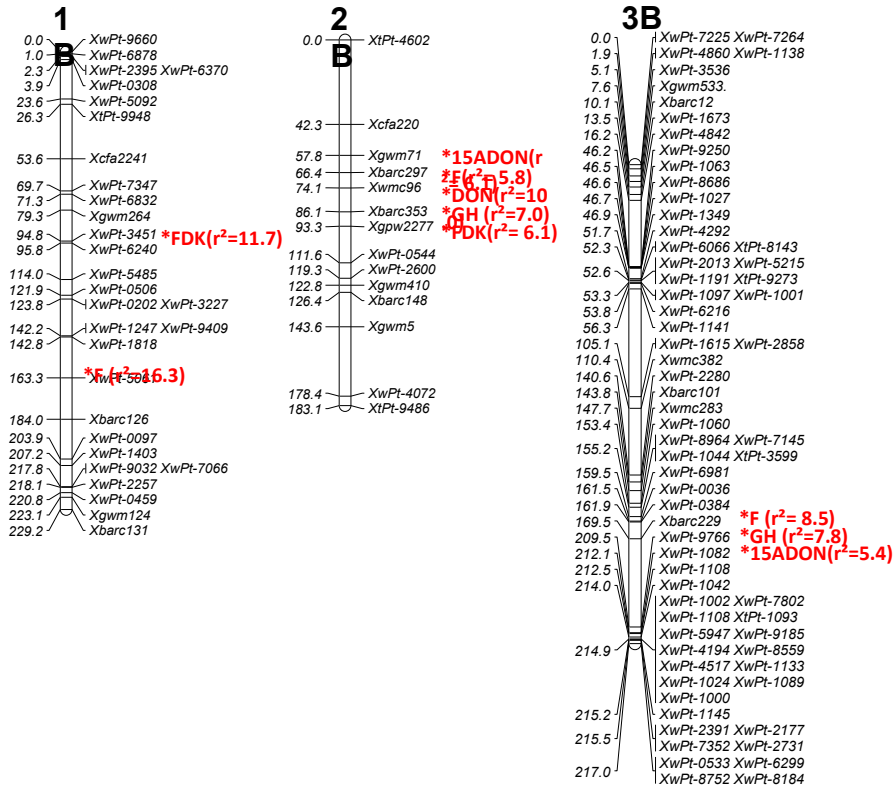 1
B
0.0 XwPt-9660
1.0 XwPt-6878
2.3 XwPt-2395 XwPt-6370
3.9 XwPt-0308
23.6 XwPt-5092
26.3 XtPt-9948
53.6 Xcfa2241
69.7 XwPt-7347
71.3 XwPt-6832
79.3 Xgwm264
94.8 XwPt-3451 *FDK(r²=11.7)
95.8 XwPt-6240
114.0 XwPt-5485
121.9 XwPt-0506
123.8 XwPt-0202 XwPt-3227
142.2 XwPt-1247 XwPt-9409
142.8 XwPt-1818
163.3 *F (r²=16.3)
184.0 Xbarc126
203.9 XwPt-0097
207.2 XwPt-1403
217.8 XwPt-9032 XwPt-7066
218.1 XwPt-2257
220.8 XwPt-0459
223.1 Xgwm124
229.2 Xbarc131
2
B
0.0 XtPt-4602
42.3 Xcfa220
57.8 Xgwm71 *15ADON(r
²= 6.1)
66.4 Xbarc297 *F(r²=5.8)
74.1 Xwmc96 *DON(r²=10
.0)
86.1 Xbarc353 *GH (r²=7.0)
93.3 Xgpw2277 *FDK(r²= 6.1)
111.6 XwPt-0544
119.3 XwPt-2600
122.8 Xgwm410
126.4 Xbarc148
143.6 Xgwm5
178.4 XwPt-4072
183.1 XtPt-9486
3B
0.0 XwPt-7225 XwPt-7264
1.9 XwPt-4860 XwPt-1138
5.1 XwPt-3536
7.6 Xgwm533.
10.1 Xbarc12
13.5 XwPt-1673
16.2 XwPt-4842
46.2 XwPt-9250
46.5 XwPt-1063
46.6 XwPt-8686
46.7 XwPt-1027
46.9 XwPt-1349
51.7 XwPt-4292
52.3 XwPt-6066 XtPt-8143
XwPt-2013 XwPt-5215
52.6 XwPt-1191 XtPt-9273
53.3 XwPt-1097 XwPt-1001
53.8 XwPt-6216
56.3 XwPt-1141
105.1 XwPt-1615 XwPt-2858
110.4 Xwmc382
140.6 XwPt-2280
143.8 Xbarc101
147.7 Xwmc283
153.4 XwPt-1060
155.2 XwPt-8964 XwPt-7145
XwPt-1044 XtPt-3599
159.5 XwPt-6981
161.5 XwPt-0036
161.9 XwPt-0384
169.5 Xbarc229 *F (r²= 8.5)
209.5 XwPt-9766 *GH (r²=7.8)
212.1 XwPt-1082 *15ADON(r²=5.4)
212.5 XwPt-1108
214.0 XwPt-1042
XwPt-1002 XwPt-7802
XwPt-1108 XtPt-1093
XwPt-5947 XwPt-9185
214.9 XwPt-4194 XwPt-8559
XwPt-4517 XwPt-1133
XwPt-1024 XwPt-1089
XwPt-1000
215.2 XwPt-1145
215.5 XwPt-2391 XwPt-2177
XwPt-7352 XwPt-2731
217.0 XwPt-0533 XwPt-6299
XwPt-8752 XwPt-8184